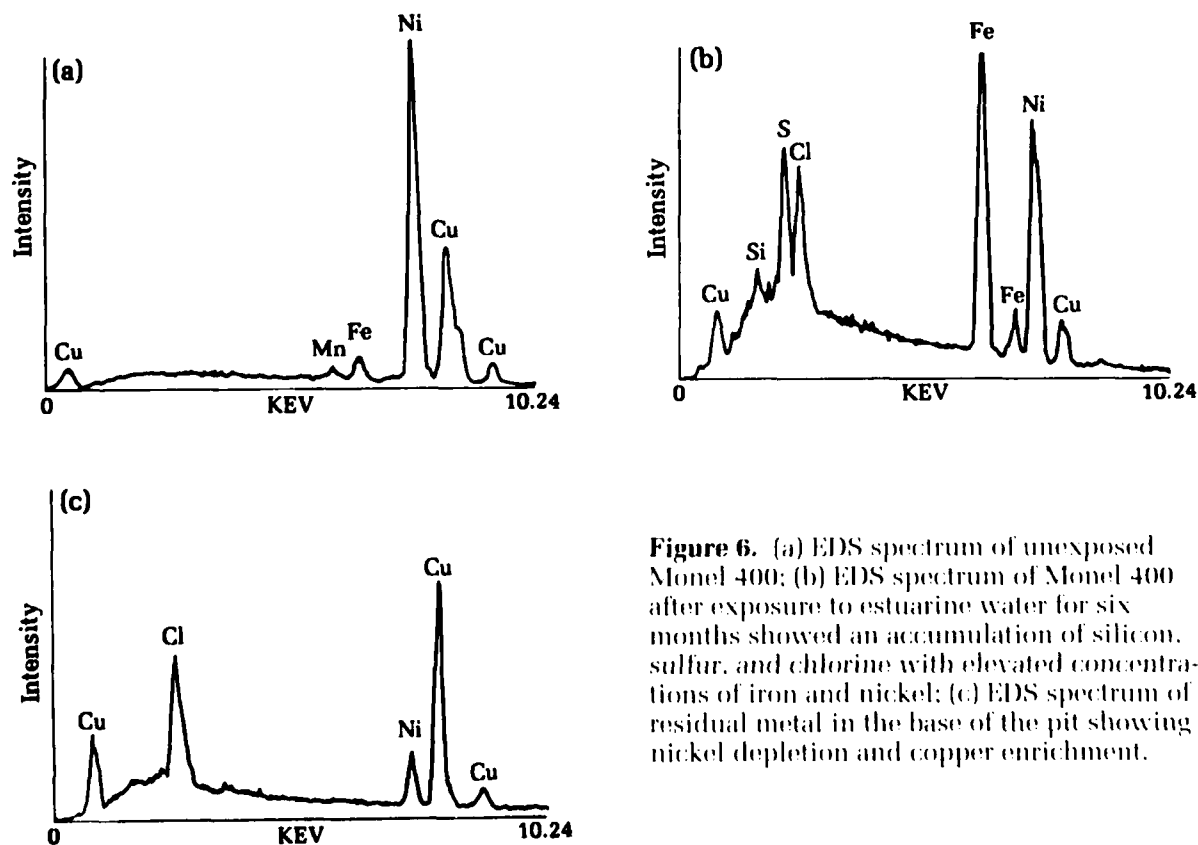 (a)
Ni
Cu
Mn
Fe
Cu
Cu
Intensity
0
KEV
10.24
(b)
Fe
Ni
S
Cl
Si
Cu
Fe
Cu
Intensity
0
KEV
10.24
(c)
Cu
Cl
Cu
Ni
Cu
Intensity
0
KEV
10.24
Figure 6. (a) EDS spectrum of unexposed
Monel 400; (b) EDS spectrum of Monel 400
after exposure to estuarine water for six
months showed an accumulation of silicon,
sulfur, and chlorine with elevated concentra-
tions of iron and nickel; (c) EDS spectrum of
residual metal in the base of the pit showing
nickel depletion and copper enrichment.